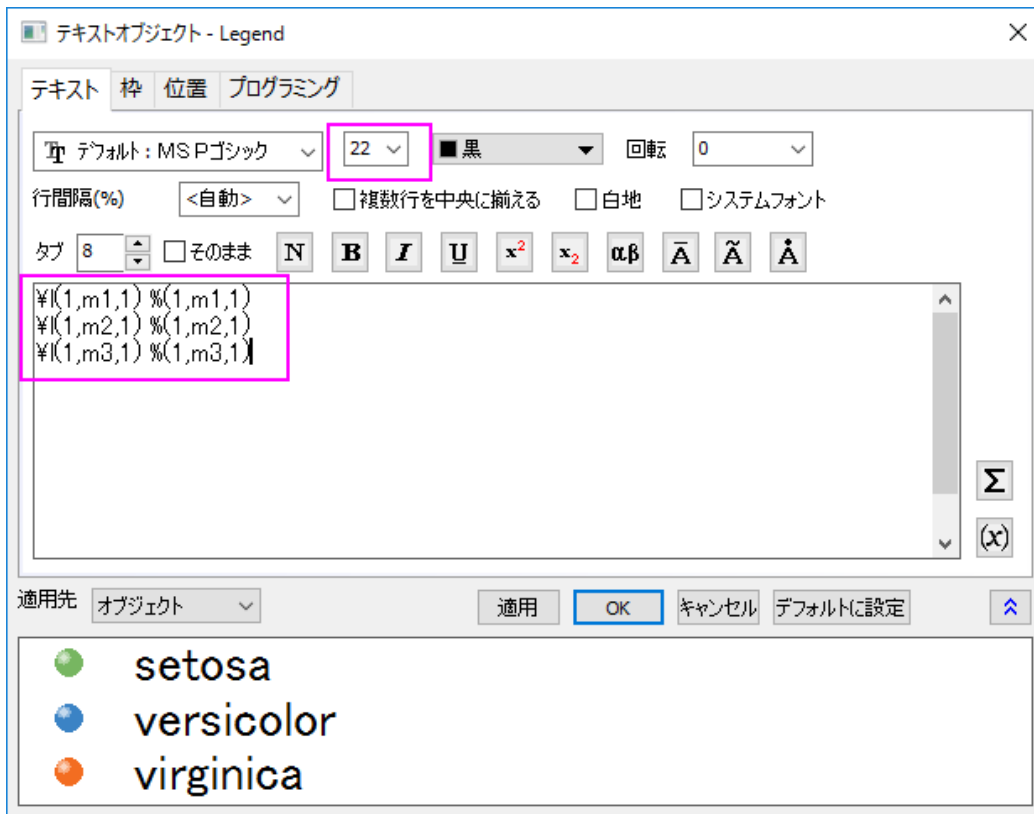 テキストオブジェクト - Legend
テキスト 枠 位置 プログラミング
デフォルト : MS Pゴシック 22 黒 回転 0
行間隔(%) <自動> 複数行を中央に揃える 白地 システムフォント
タブ 8 そのまま N B I U x² x₂ αβ Ā Ã Å
¥l(1,m1,1) %(1,m1,1)
¥l(1,m2,1) %(1,m2,1)
¥l(1,m3,1) %(1,m3,1)
Σ
(x)
適用先 オブジェクト 適用 OK キャンセル デフォルトに設定
setosa
versicolor
virginica